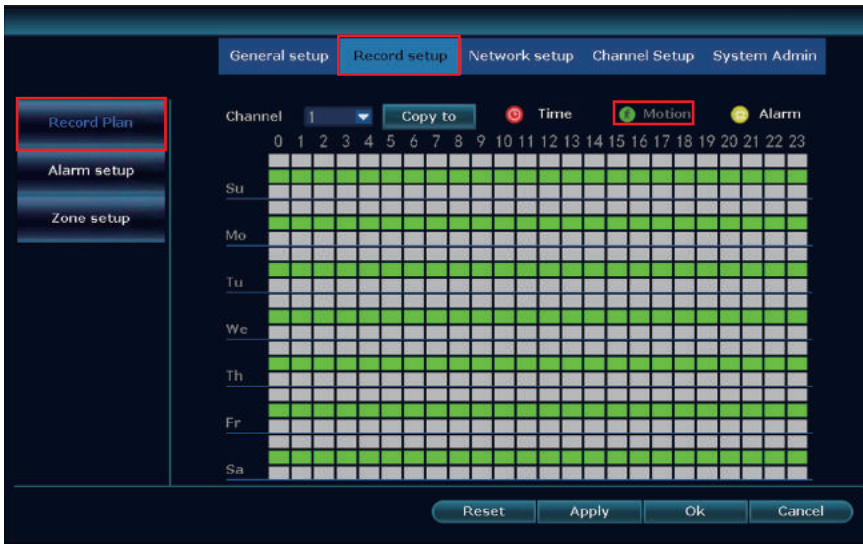 General setup Record setup Network setup Channel Setup System Admin
Record Plan
Alarm setup
Zone setup
Channel 1 Copy to Time Motion Alarm
0 1 2 3 4 5 6 7 8 9 10 11 12 13 14 15 16 17 18 19 20 21 22 23
Su
Mo
Tu
We
Th
Fr
Sa
Reset Apply Ok Cancel